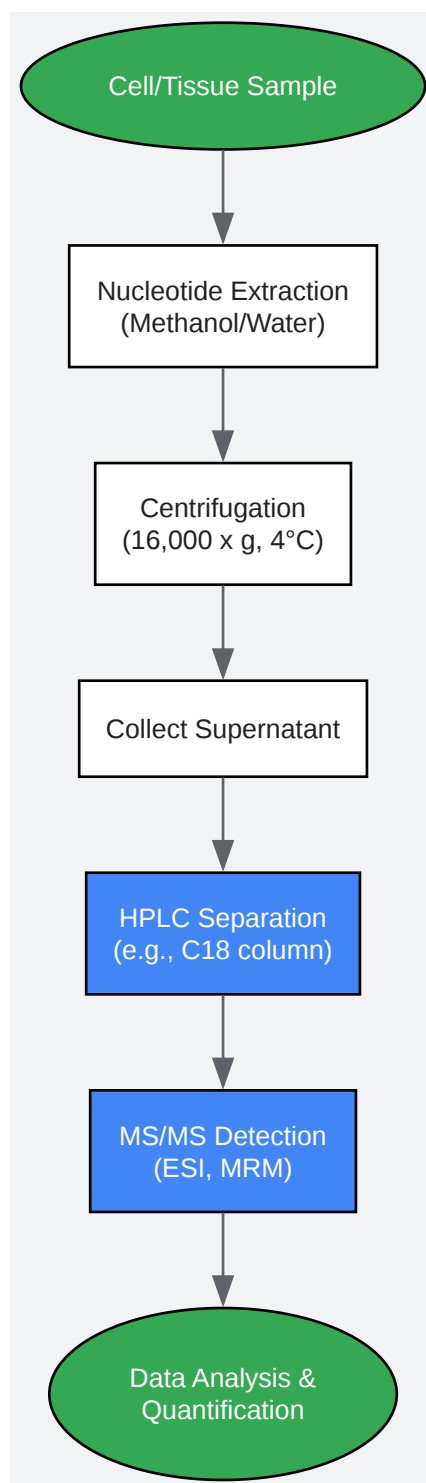 Cell/Tissue Sample
Nucleotide Extraction
(Methanol/Water)
Centrifugation
(16,000 x g, 4°C)
Collect Supernatant
HPLC Separation
(e.g., C18 column)
MS/MS Detection
(ESI, MRM)
Data Analysis &
Quantification